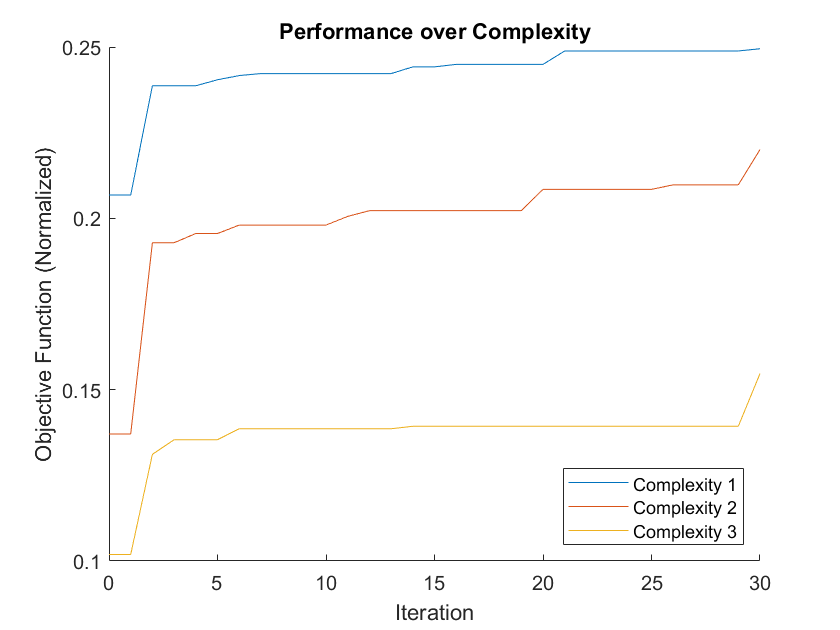 Performance over Complexity
Objective Function (Normalized)
0.25
0.2
0.15
0.1
0 5 10 15 20 25 30
Iteration
Complexity 1
Complexity 2
Complexity 3